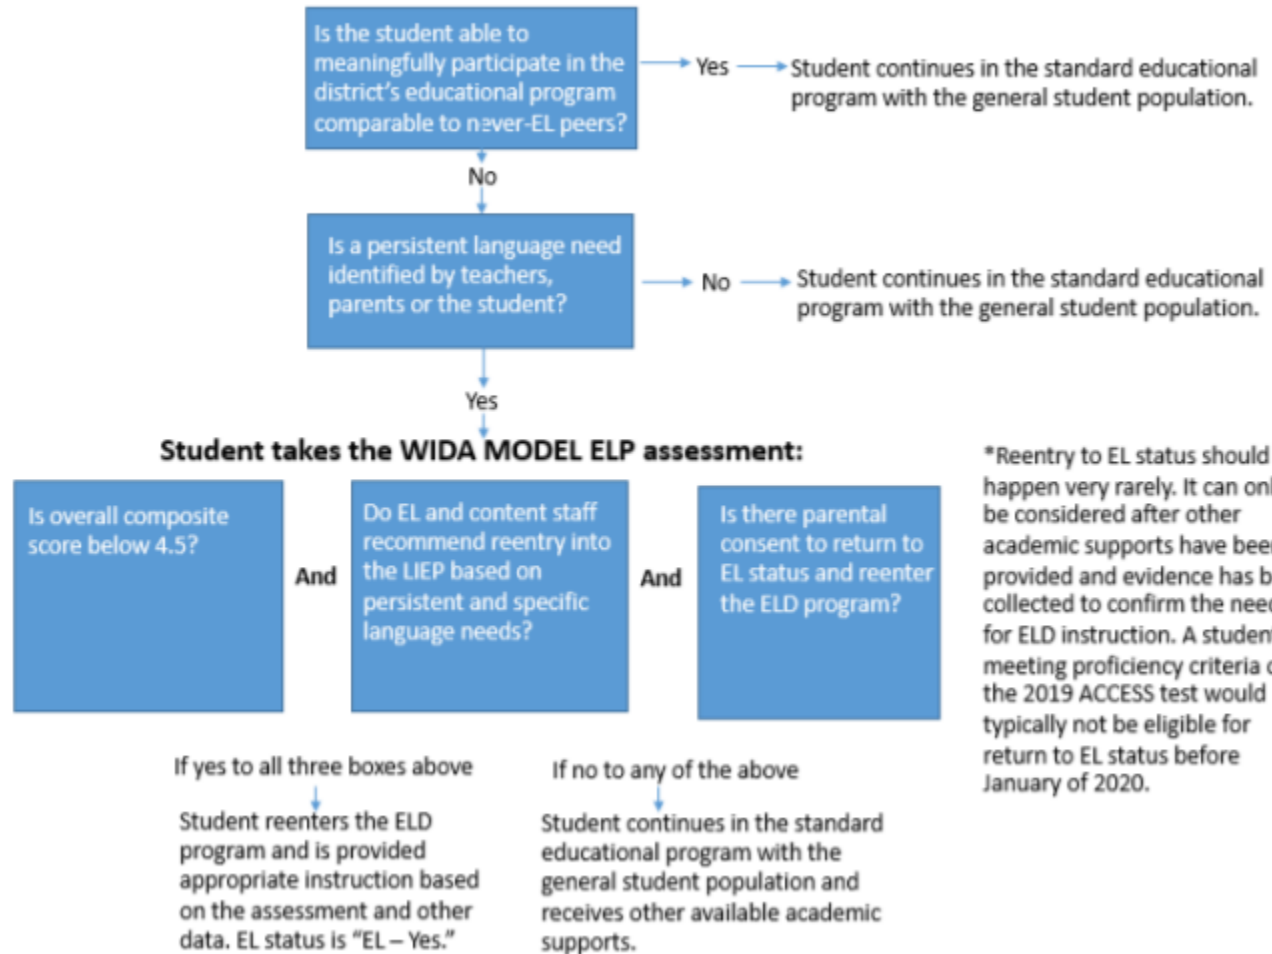 Is the student able to
meaningfully participate in the
district's educational program
comparable to never-EL peers?
Yes
Student continues in the standard educational
program with the general student population.
No
Is a persistent language need
identified by teachers,
parents or the student?
No
Student continues in the standard educational
program with the general student population.
Yes
Student takes the WIDA MODEL ELP assessment:
Is overall composite
score below 4.5?
And
Do EL and content staff
recommend reentry into
the LIEP based on
persistent and specific
language needs?
And
Is there parental
consent to return to
EL status and reenter
the ELD program?
*Reentry to EL status should
happen very rarely. It can
be considered after other
academic supports have
provided and evidence has
collected to confirm the
for ELD instruction. A
meeting proficiency criteria
the 2019 ACCESS test would
typically not be eligible for
return to EL status before
January of 2020.
If yes to all three boxes above
Student reenters the ELD
program and is provided
appropriate instruction based
on the assessment and other
data. EL status is "EL – Yes."
If no to any of the above
Student continues in the standard
educational program with the
general student population and
receives other available academic
supports.